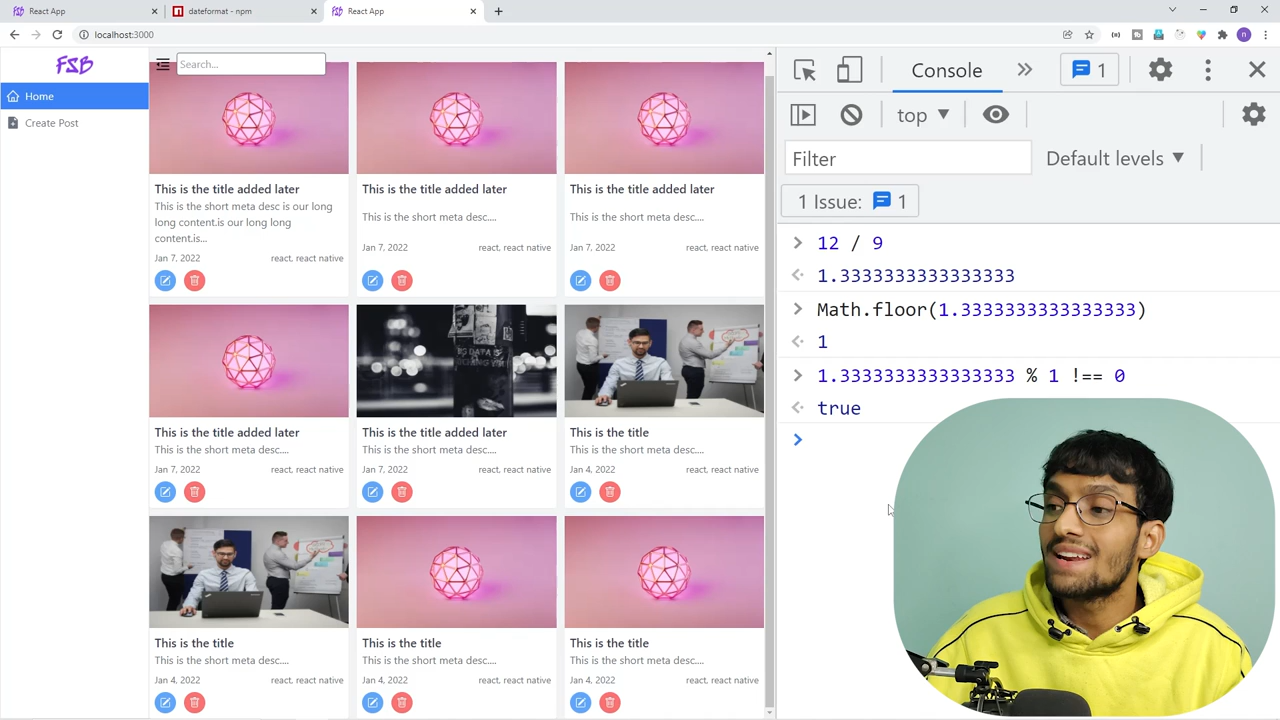 React App
dateformat - npm
React App
localhost:3000
n
FSB
Home
Create Post
Search...
This is the title added later
This is the short meta desc is our long
long content.is our long long
content.is...
Jan 7, 2022
react, react native
This is the title added later
This is the short meta desc....
Jan 7, 2022
react, react native
This is the title added later
This is the short meta desc....
Jan 7, 2022
react, react native
This is the title added later
This is the short meta desc....
Jan 7, 2022
react, react native
This is the title added later
This is the short meta desc....
Jan 7, 2022
react, react native
This is the title
This is the short meta desc....
Jan 4, 2022
react, react native
This is the title
This is the short meta desc....
Jan 4, 2022
react, react native
This is the title
This is the short meta desc....
Jan 4, 2022
react, react native
This is the title
This is the short meta desc....
Jan 4, 2022
react, react native
Console
1
top
Filter
Default levels
1 Issue: 1
12 / 9
1.3333333333333333
Math.floor(1.3333333333333333)
1
1.3333333333333333 % 1 !== 0
true